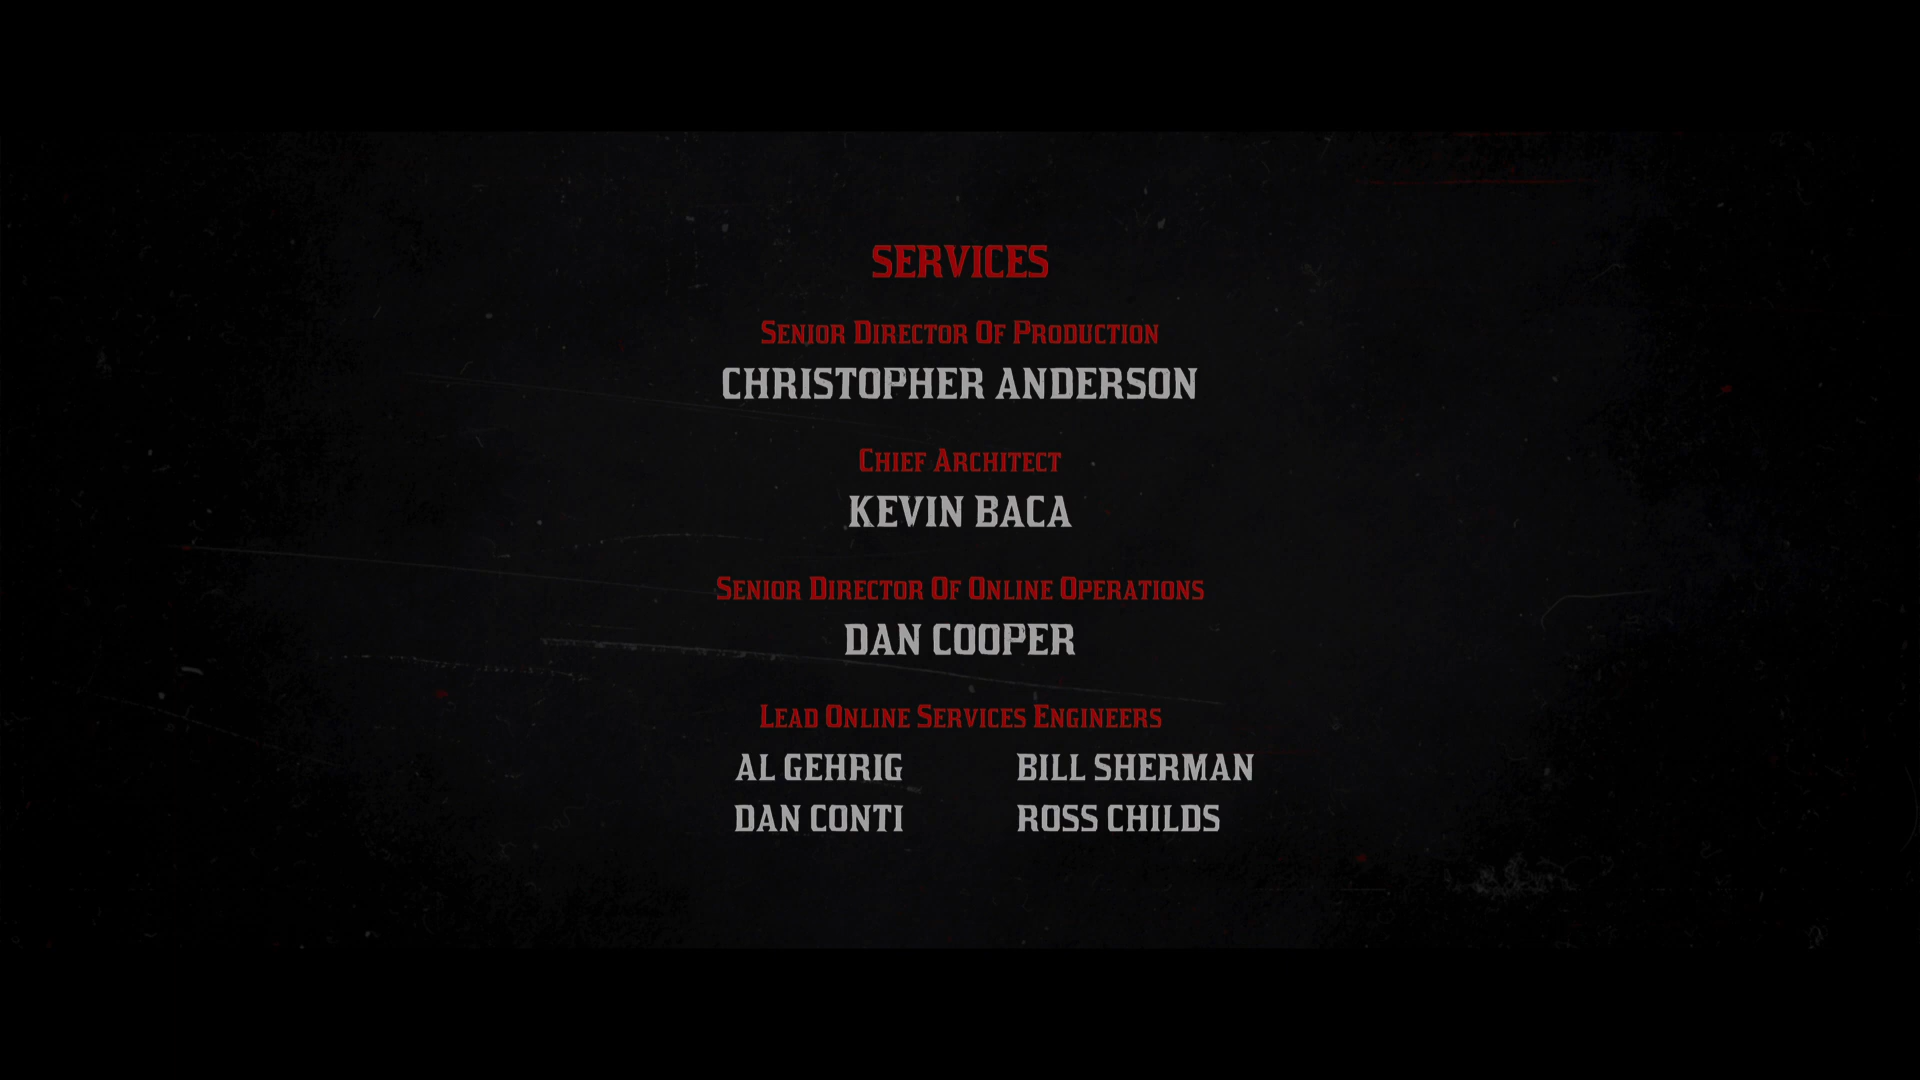 SERVICES
SENIOR DIRECTOR OF PRODUCTION
CHRISTOPHER ANDERSON
CHIEF ARCHITECT
KEVIN BACA
SENIOR DIRECTOR OF ONLINE OPERATIONS
DAN COOPER
LEAD ONLINE SERVICES ENGINEERS
AL GEHRIG BILL SHERMAN
DAN CONTI ROSS CHILDS